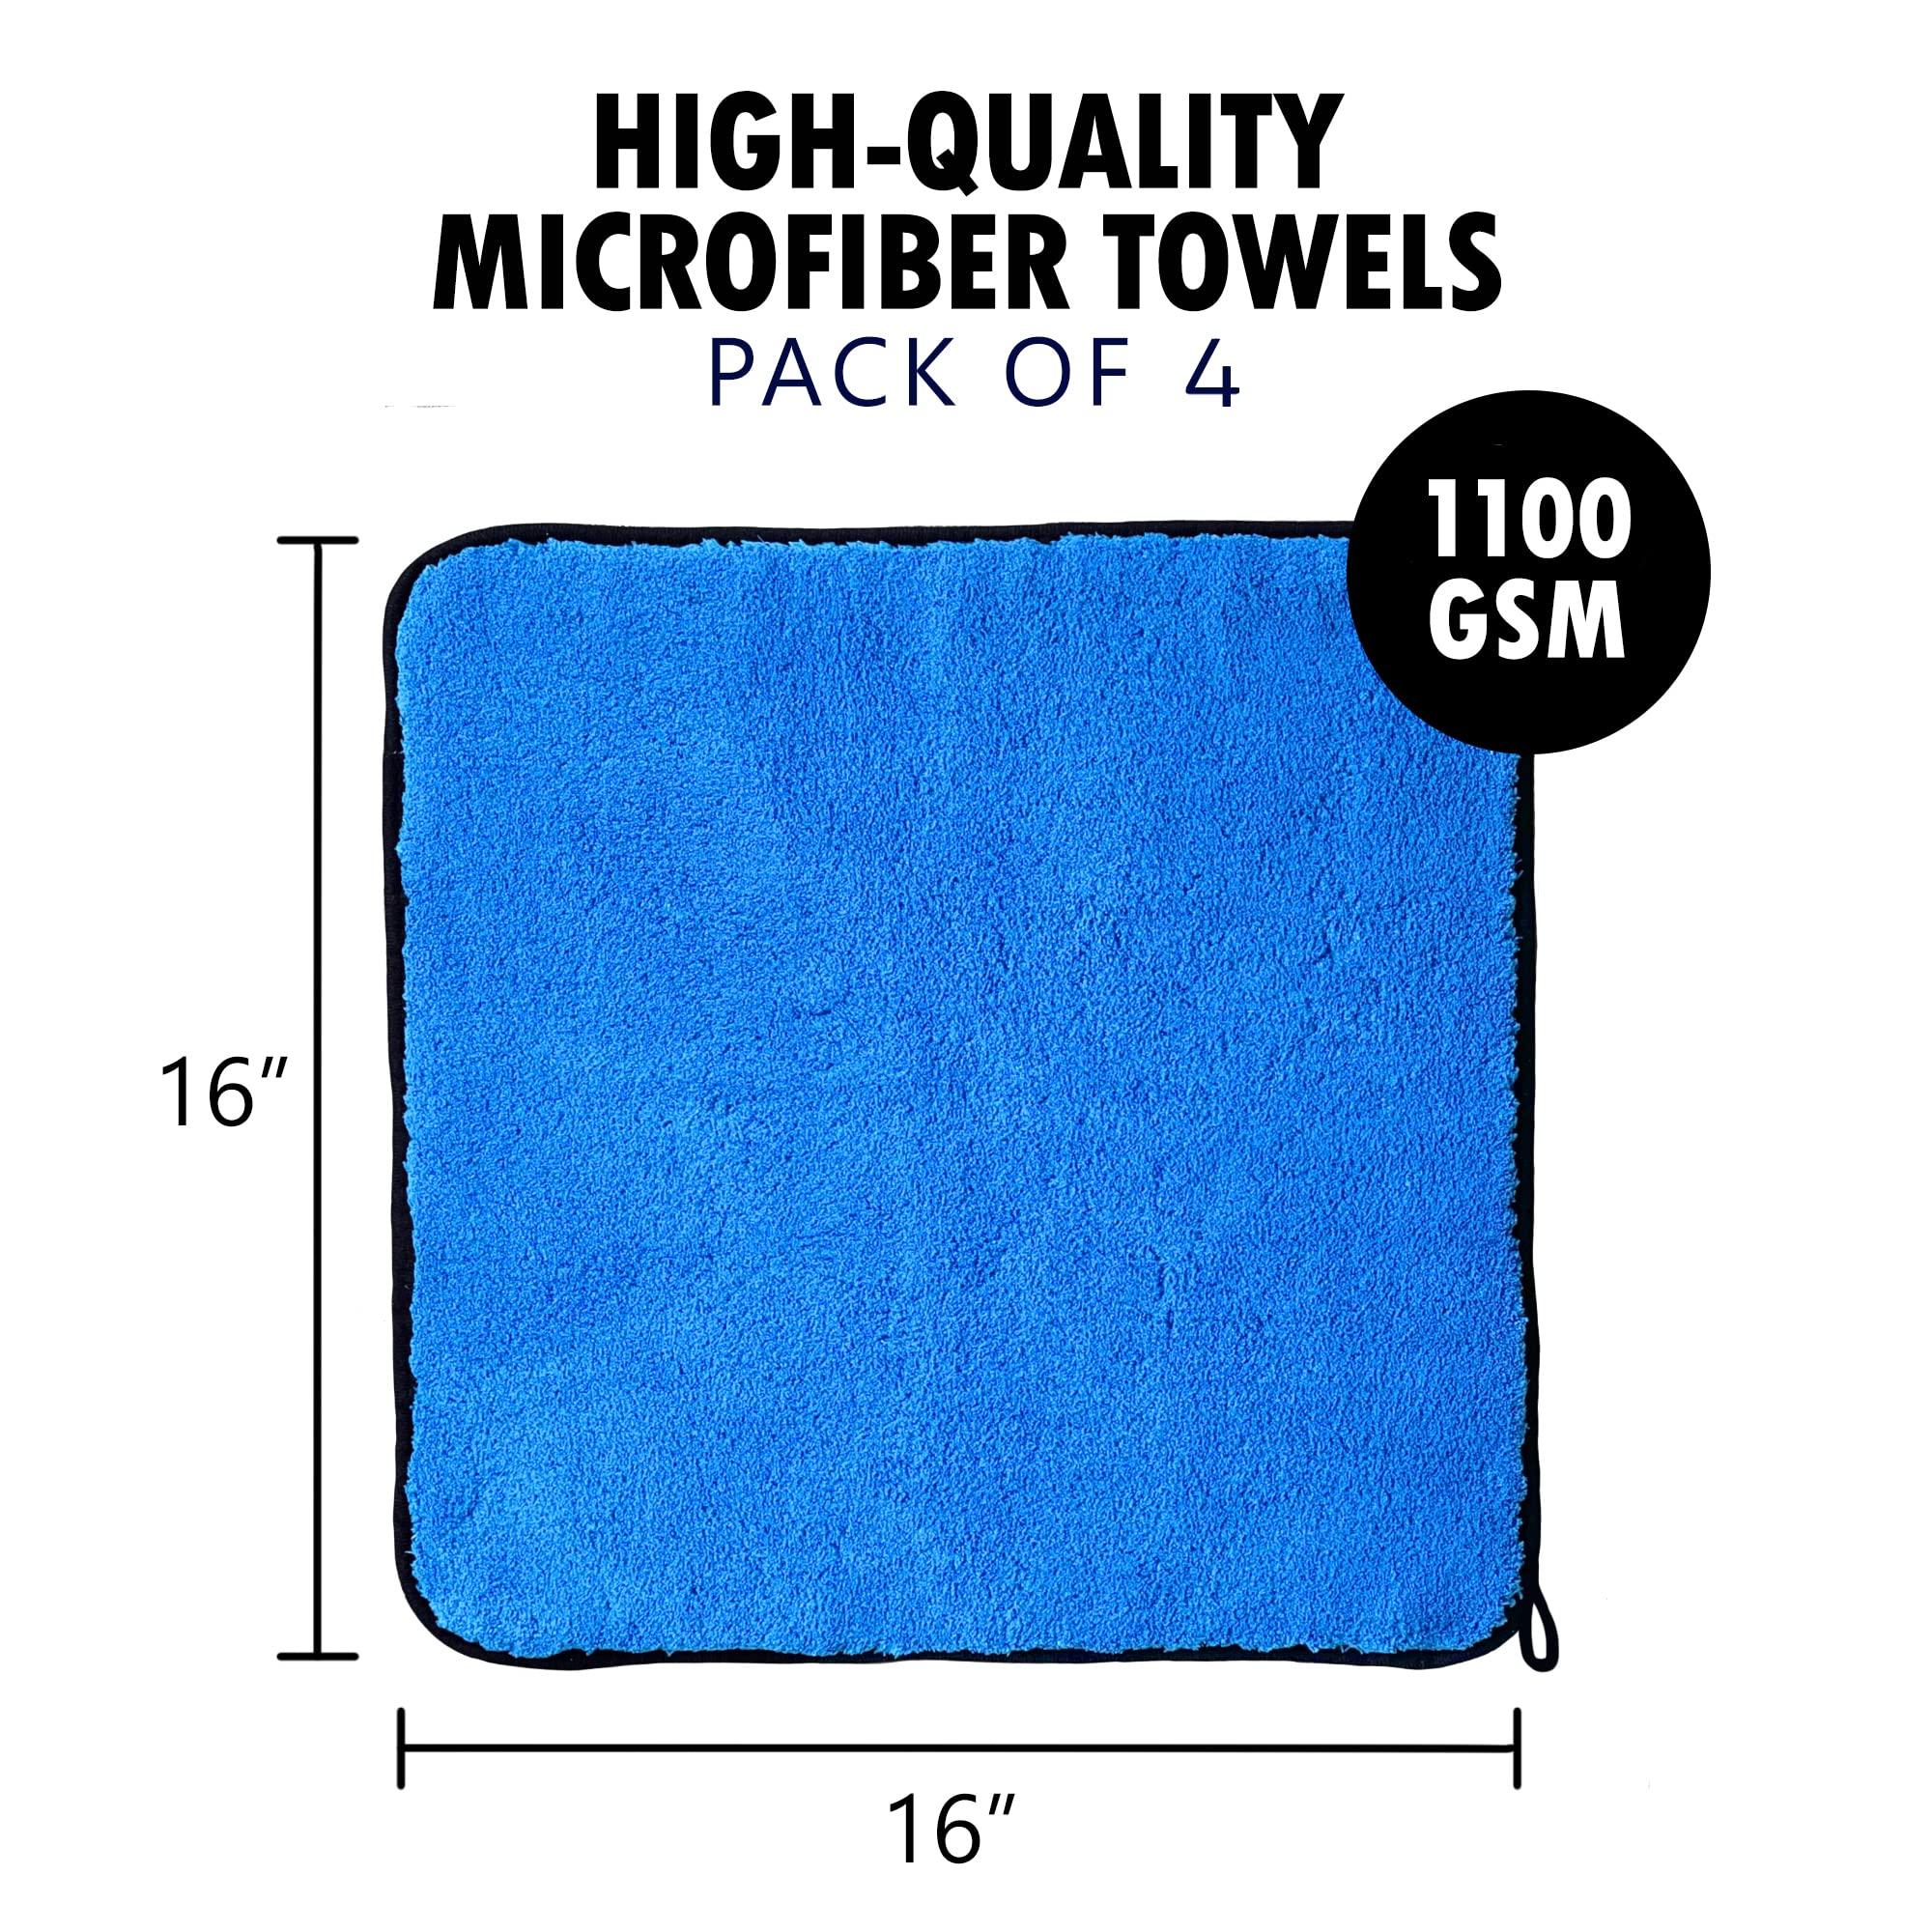 HIGH-QUALITY
MICROFIBER TOWELS
PACK OF 4
1100
GSM
16"
16"